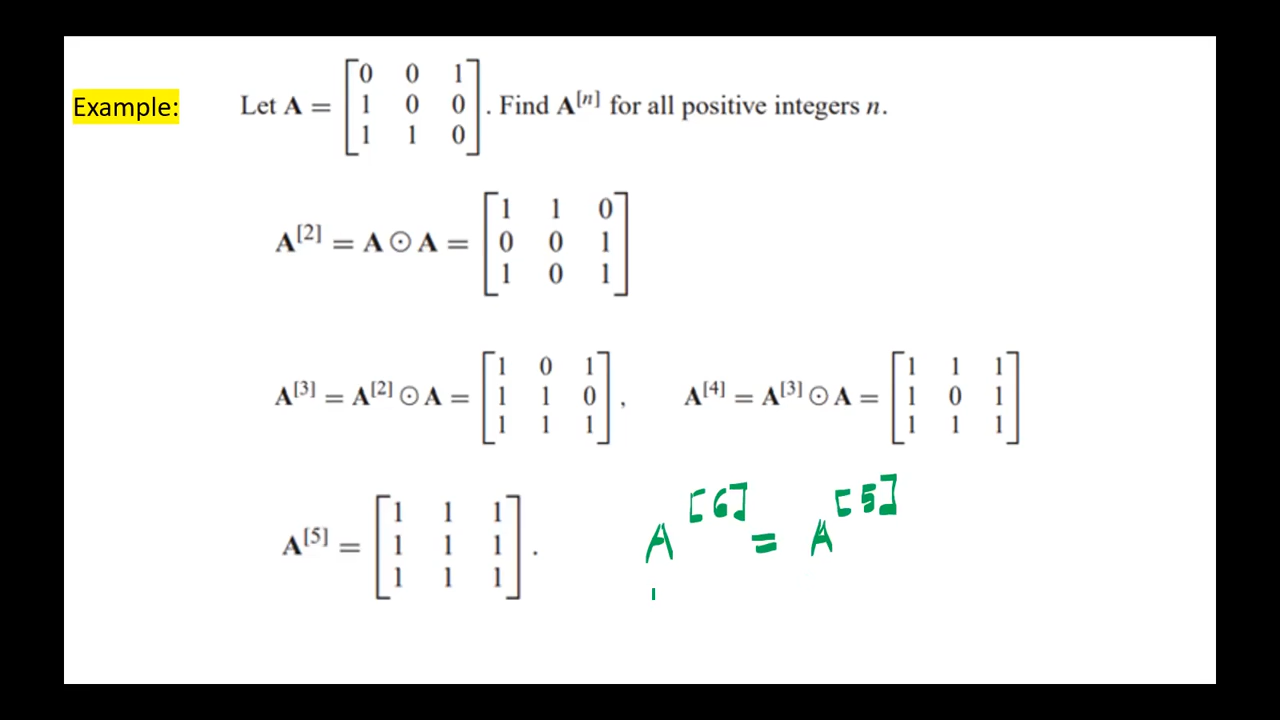 Example: Let A = [0 0 1; 1 0 0; 1 1 0]. Find A^[n] for all positive integers n.
A^[2] = A ⊙ A = [1 1 0; 0 0 1; 1 0 1]
A^[3] = A^[2] ⊙ A = [1 0 1; 1 1 0; 1 1 1], A^[4] = A^[3] ⊙ A = [1 1 1; 1 0 1; 1 1 1]
A^[5] = [1 1 1; 1 1 1; 1 1 1]. A^[6] = A^[5]